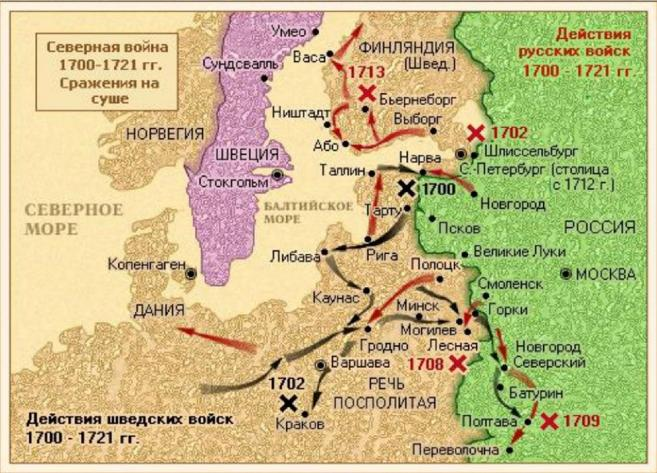 Северная война
1700-1721 гг.
Сражения на
суше
Действия
русских войск
1700 - 1721 гг.
Умео
Васа
ФИНЛЯНДИЯ
(Швед.)
Сундсвалль
1713
Бьернеборг
Ништадт
Выборг
1702
НОРВЕГИЯ
Або
Шлиссельбург
ШВЕЦИЯ
Нарва
С.-Петербург (столица
с 1712 г.)
Таллин
Стокгольм
1700
БАЛТИЙСКОЕ
МОРЕ
Тарту
Новгород
СЕВЕРНОЕ
МОРЕ
Псков
РОССИЯ
Либава
Рига
Великие Луки
Копенгаген
Полоцк
МОСКВА
Смоленск
Каунас
Минск
Горки
ДАНИЯ
Могилев
Гродно
Лесная
Новгород
Северский
Варшава
1708
1702
РЕЧЬ
ПОСПОЛИТАЯ
Батурин
Действия шведских войск
1700 - 1721 гг.
Краков
Полтава
1709
Переволочна